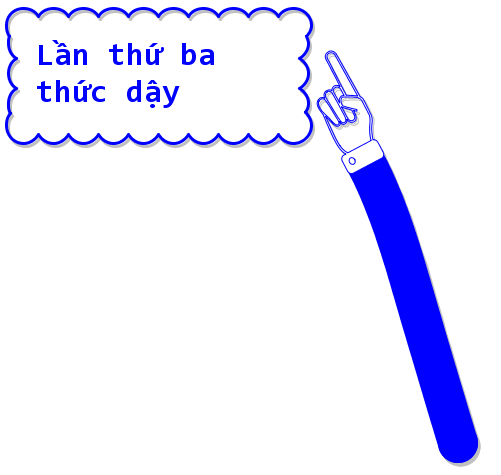 Lần thứ ba
thức dậy